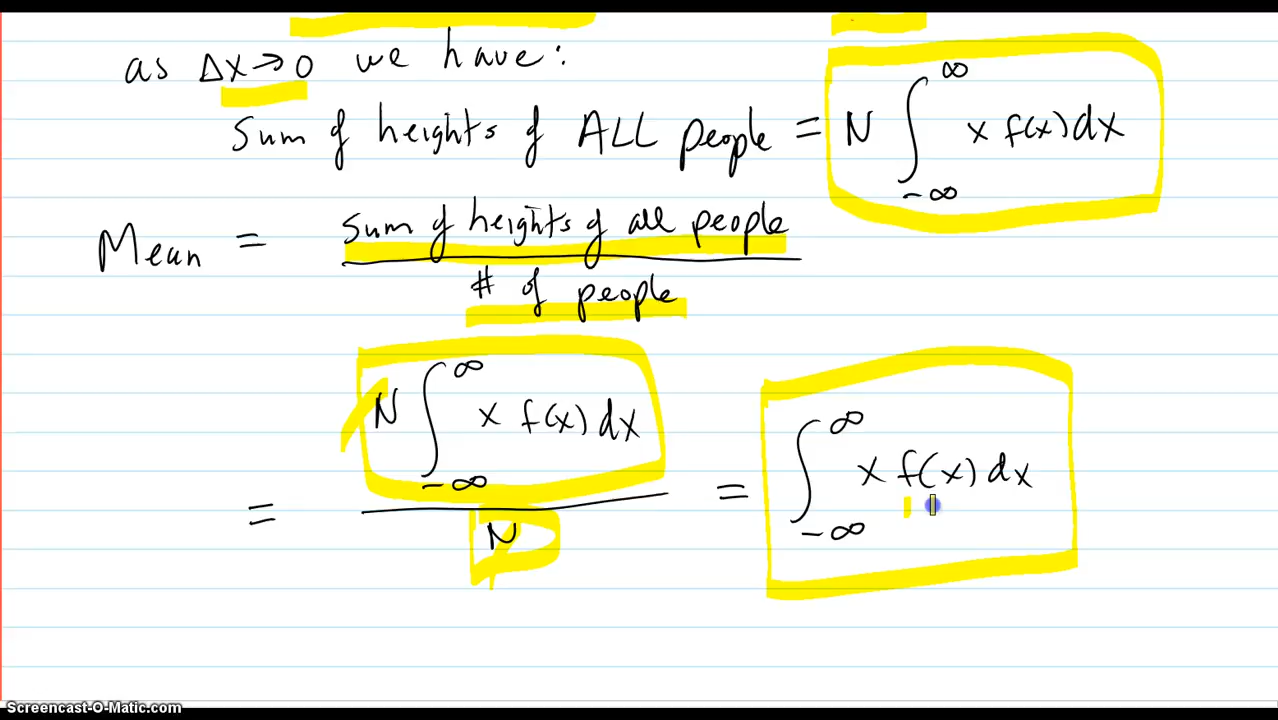 as Δx→0 we have:
Sum of heights of ALL people = N ∫_{-∞}^{∞} x f(x) dx
Mean = sum of heights of all people / # of people
= N ∫_{-∞}^{∞} x f(x) dx / N = ∫_{-∞}^{∞} x f(x) dx
Screencast-O-Matic.com